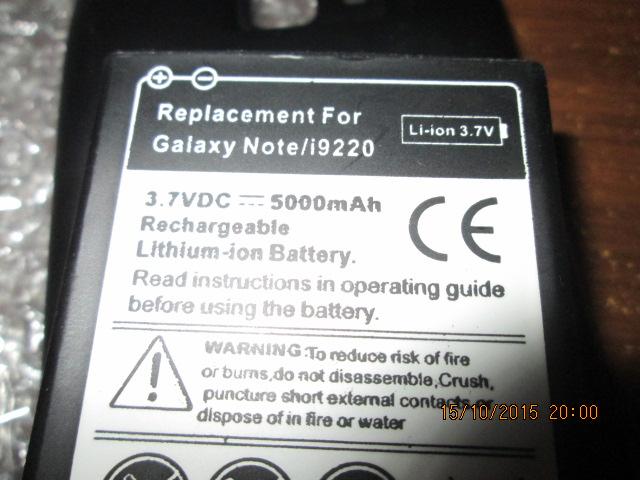 Replacement For
Galaxy Note/i9220
Li-ion 3.7V
3.7VDC 5000mAh
Rechargeable
Lithium-ion Battery.
CE
Read instructions in operating guide
before using the battery.
WARNING:To reduce risk of fire
or burns,do not disassemble,Crush,
puncture short external contacts or
dispose of in fire or water
15/10/2015 20:00